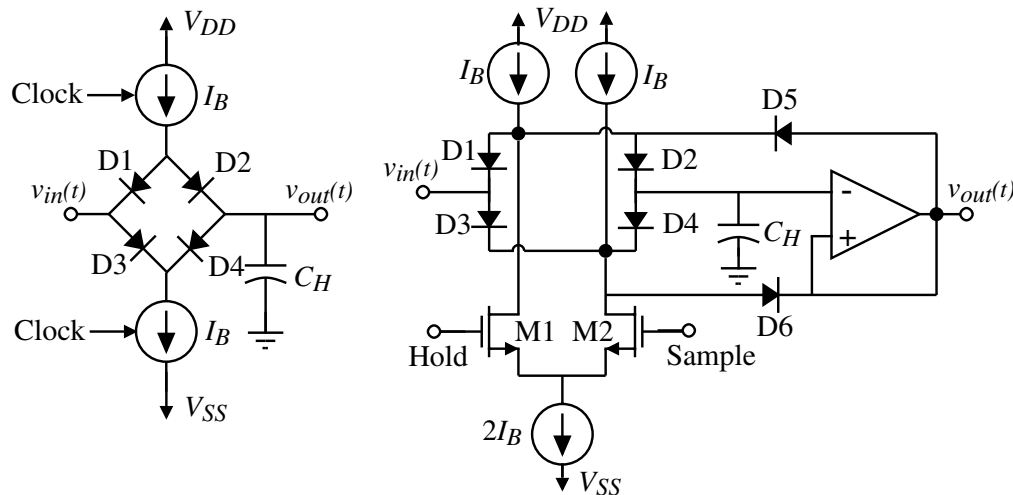 V_DD
Clock
I_B
D1
D2
v_in(t)
v_out(t)
D3
D4
C_H
Clock
I_B
V_SS
V_DD
I_B
I_B
D5
D1
D2
v_in(t)
D3
D4
C_H
-
+
v_out(t)
D6
M1
M2
Hold
Sample
2I_B
V_SS